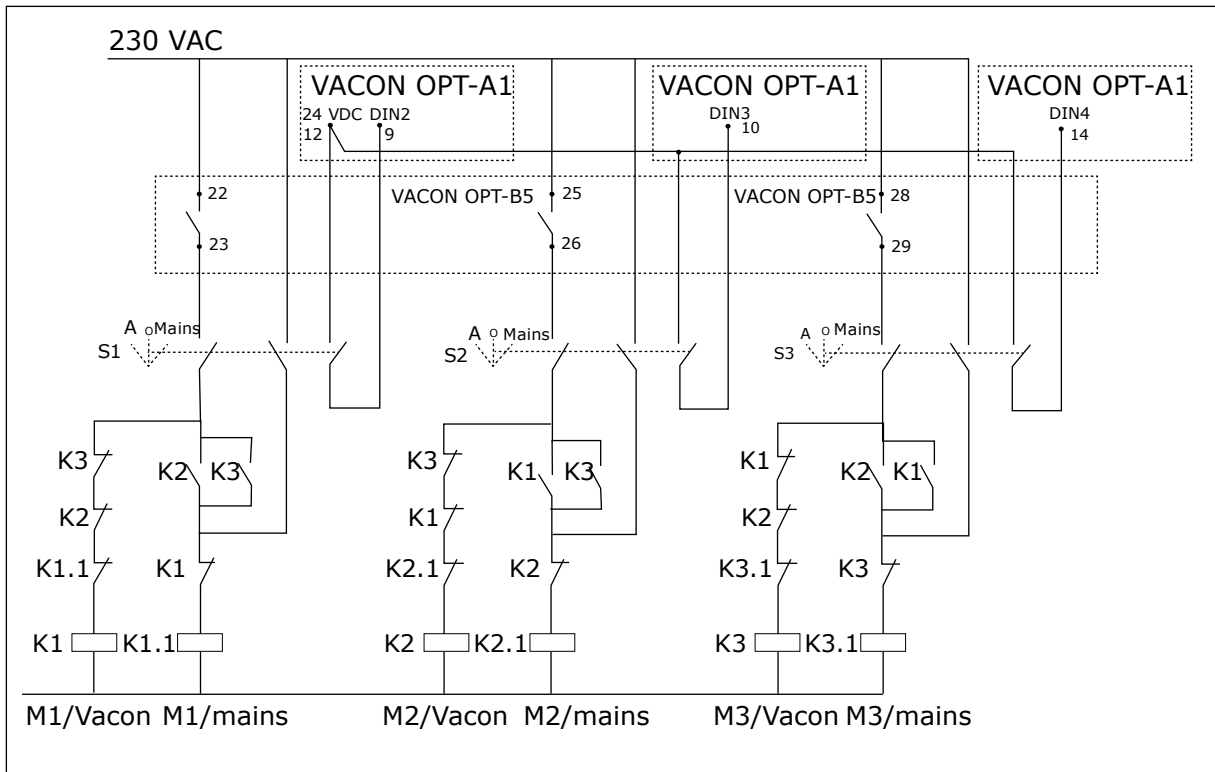 230 VAC
VACON OPT-A1 VACON OPT-A1 VACON OPT-A1
24 VDC DIN2 DIN3 DIN4
12 9 10 14
22 25 28
VACON OPT-B5 VACON OPT-B5
23 26 29
A o Mains A o Mains A o Mains
S1 S2 S3
K3 K2 K3 K3 K1 K3 K1 K2 K1
K2 K1 K2
K1.1 K1 K2.1 K2 K3.1 K3
K1 K1.1 K2 K2.1 K3 K3.1
M1/Vacon M1/mains M2/Vacon M2/mains M3/Vacon M3/mains